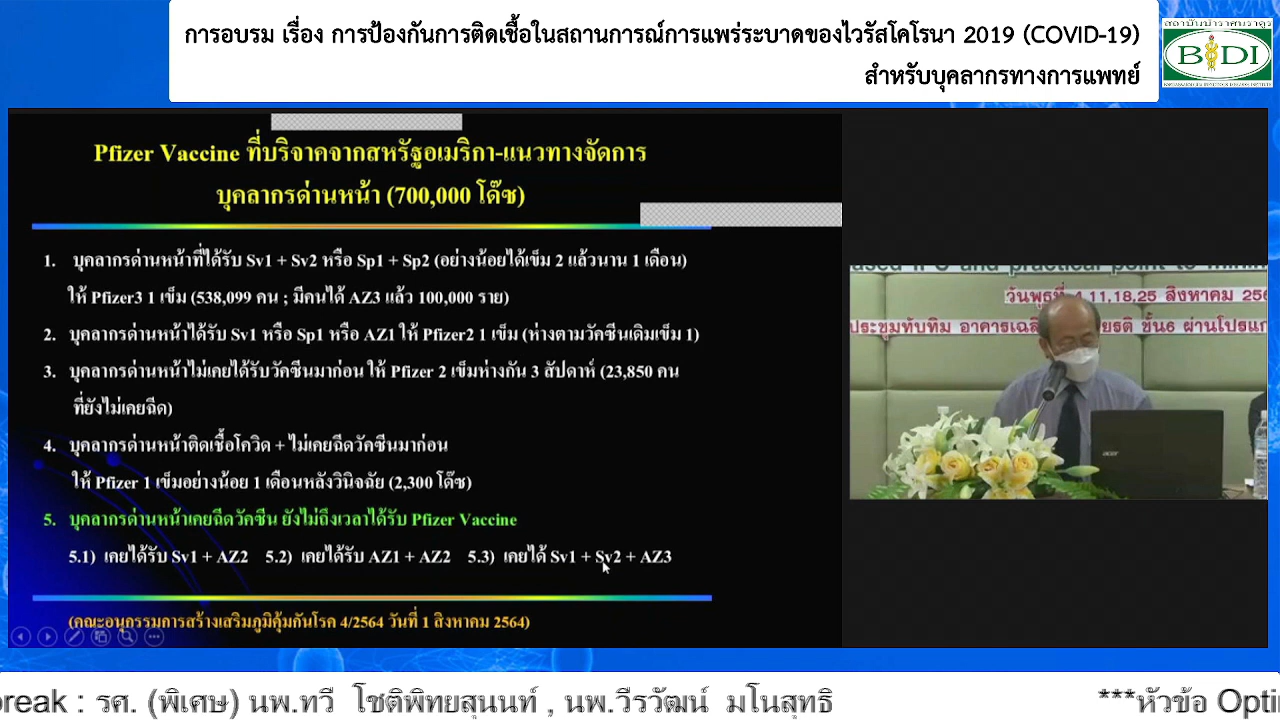 การอบรม เรื่อง การป้องกันการติดเชื้อในสถานการณ์การแพร่ระบาดของไวรัสโคโรนา 2019 (COVID-19)
สำหรับบุคลากรทางการแพทย์
สถาบันบำราศนราดูร
BIDI
Pfizer Vaccine ที่บริจาคจากสหรัฐอเมริกา-แนวทางจัดการ
บุคลากรด่านหน้า (700,000 โด๊ซ)
1. บุคลากรด่านหน้าที่ได้รับ Sv1 + Sv2 หรือ Sp1 + Sp2 (อย่างน้อยได้เข็ม 2 แล้วนาน 1 เดือน)
ให้ Pfizer3 1 เข็ม (538,099 คน ; มีคนได้ AZ3 แล้ว 100,000 ราย)
2. บุคลากรด่านหน้าได้รับ Sv1 หรือ Sp1 หรือ AZ1 ให้ Pfizer2 1 เข็ม (ห่างตามวัคซีนเดิมเข็ม 1)
3. บุคลากรด่านหน้าไม่เคยได้รับวัคซีนมาก่อน ให้ Pfizer 2 เข็มห่างกัน 3 สัปดาห์ (23,850 คน
ที่ยังไม่เคยฉีด)
4. บุคลากรด่านหน้าติดเชื้อโควิด + ไม่เคยฉีดวัคซีนมาก่อน
ให้ Pfizer 1 เข็มอย่างน้อย 1 เดือนหลังวินิจฉัย (2,300 โด๊ซ)
5. บุคลากรด่านหน้าเคยฉีดวัคซีน ยังไม่ถึงเวลาได้รับ Pfizer Vaccine
5.1) เคยได้รับ Sv1 + AZ2 5.2) เคยได้รับ AZ1 + AZ2 5.3) เคยได้ Sv1 + Sv2 + AZ3
(คณะอนุกรรมการสร้างเสริมภูมิคุ้มกันโรค 4/2564 วันที่ 1 สิงหาคม 2564)
and practical point to
วันพุธที่ 4,11,18,25 สิงหาคม 256
ประชุมทับทิม อาคารเฉลิ ยรติ ชั้น6 ผ่านโปรแก
acer
break : รศ. (พิเศษ) นพ.ทวี โชติพิทยสุนนท์ , นพ.วีรวัฒน์ มโนสุทธิ ***หัวข้อ Opti